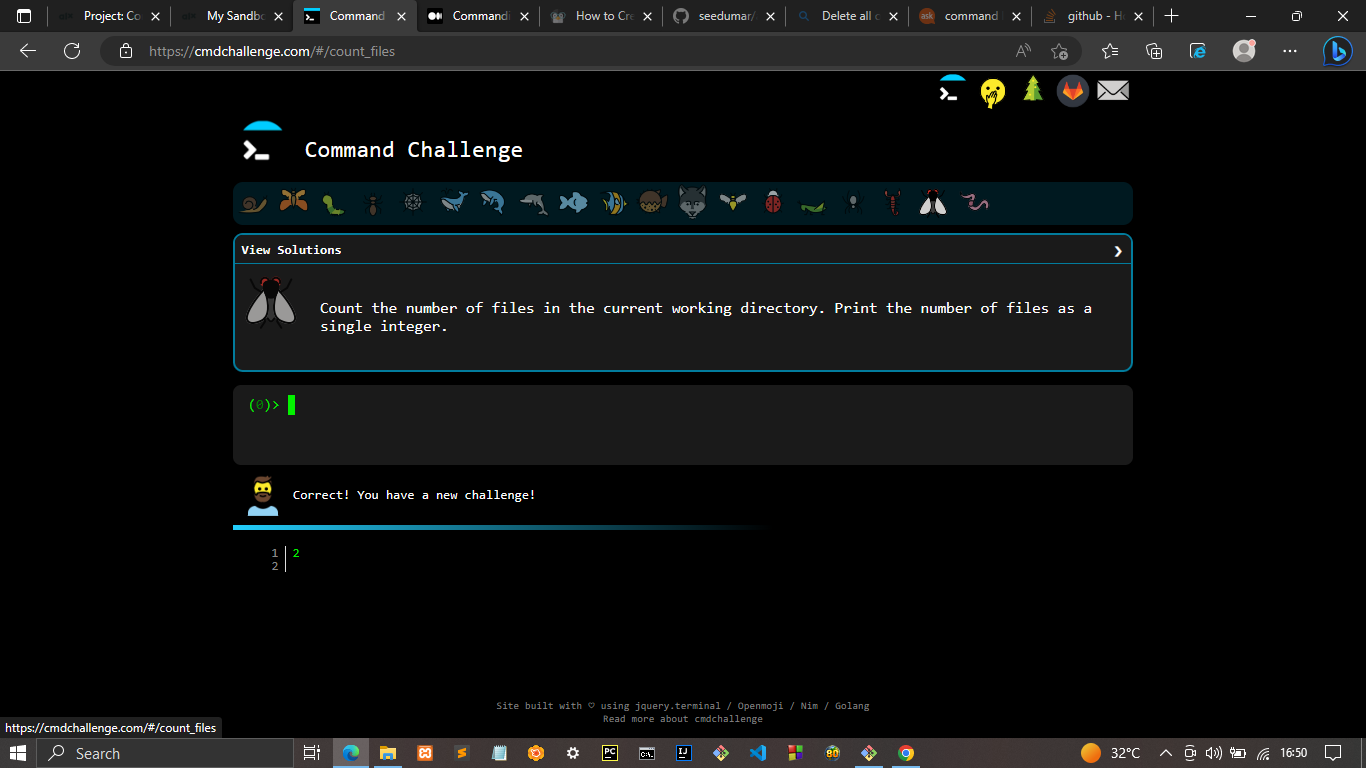 Project: Co
My Sandbo
Command
Commandi
How to Cre
seedumar/
Delete all c
command
github - Ho
https://cmdchallenge.com/#/count_files
Command Challenge
View Solutions
Count the number of files in the current working directory. Print the number of files as a
single integer.
(0)>
Correct! You have a new challenge!
1 2
2
Site built with ♡ using jquery.terminal / Openmoji / Nim / Golang
Read more about cmdchallenge
https://cmdchallenge.com/#/count_files
Search
32°C
16:50